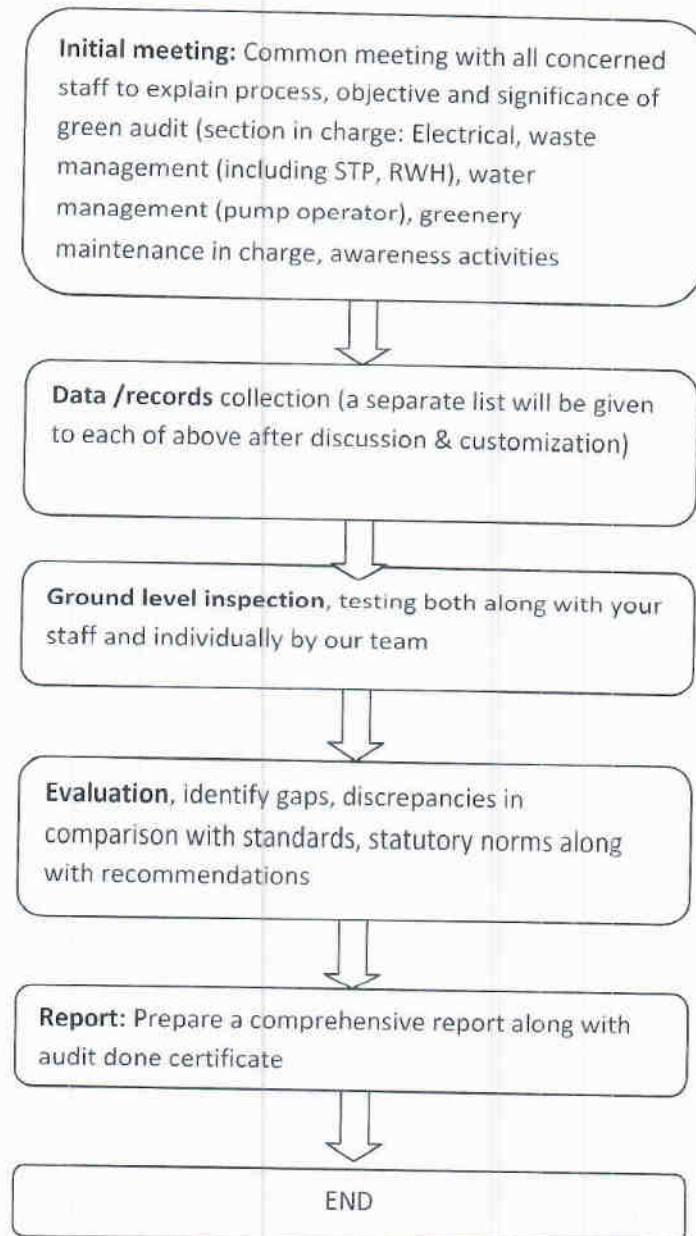 Initial meeting: Common meeting with all concerned
staff to explain process, objective and significance of
green audit (section in charge: Electrical, waste
management (including STP, RWH), water
management (pump operator), greenery
maintenance in charge, awareness activities
Data /records collection (a separate list will be given
to each of above after discussion & customization)
Ground level inspection, testing both along with your
staff and individually by our team
Evaluation, identify gaps, discrepancies in
comparison with standards, statutory norms along
with recommendations
Report: Prepare a comprehensive report along with
audit done certificate
END